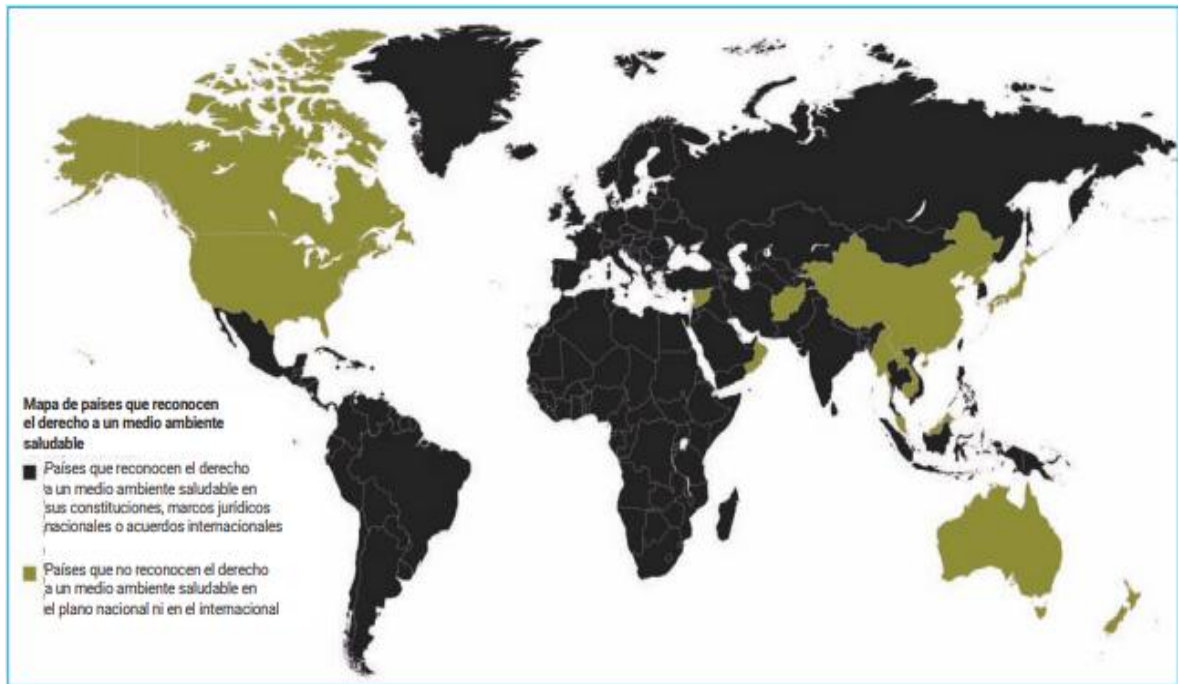 Mapa de países que reconocen
el derecho a un medio ambiente
saludable
Países que reconocen el derecho
a un medio ambiente saludable en
sus constituciones, marcos jurídicos
nacionales o acuerdos internacionales
Países que no reconocen el derecho
a un medio ambiente saludable en
el plano nacional ni en el internacional